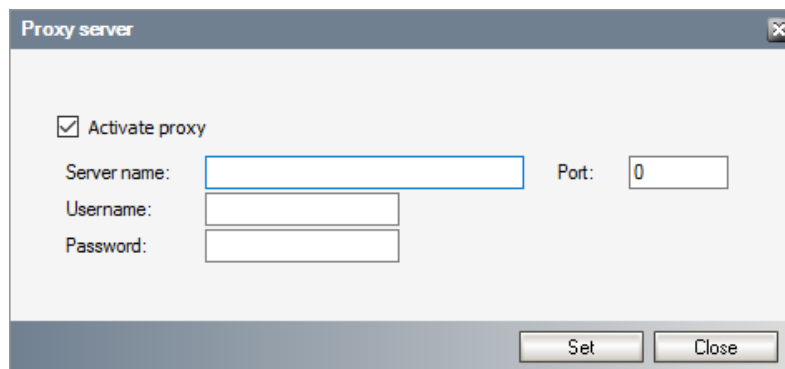 Proxy server
Activate proxy
Server name: Port: 0
Username:
Password:
Set Close